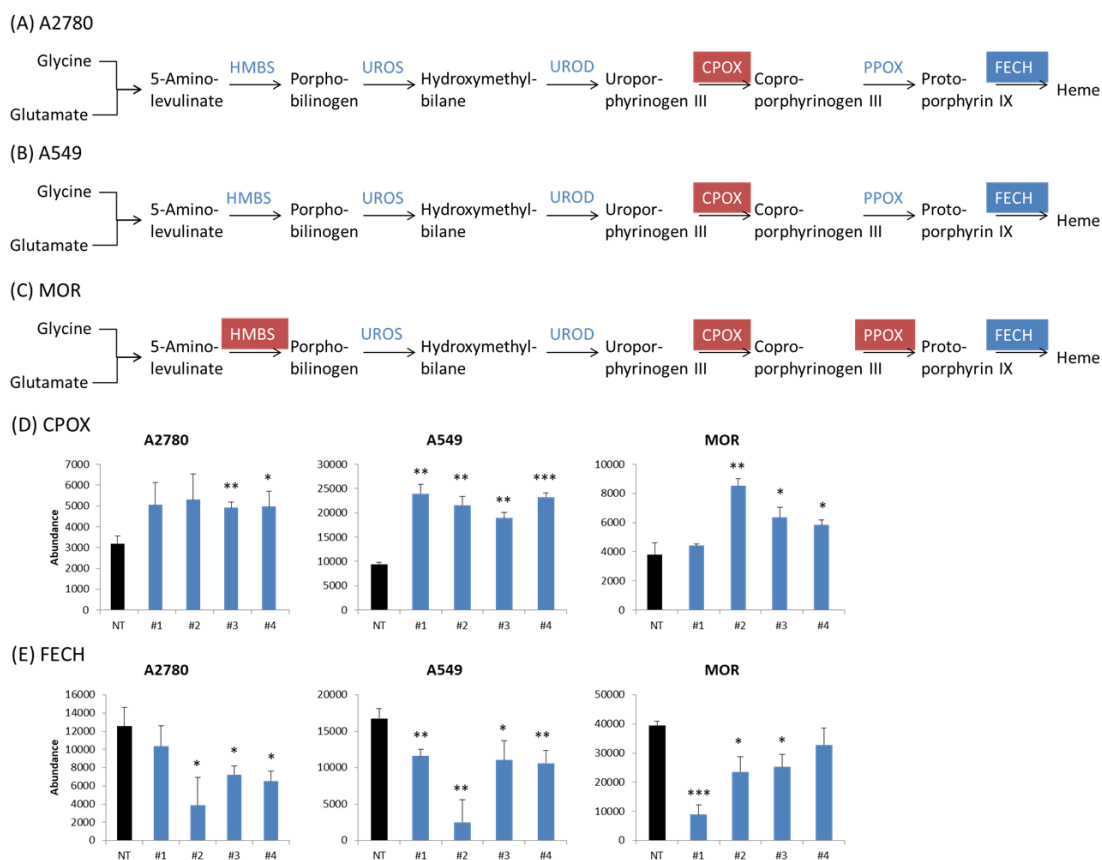 (A) A2780
Glycine
Glutamate
5-Amino-
levulinate
HMBS
Porpho-
bilinogen
UROS
Hydroxymethyl-
bilane
UROD
Uropor-
phyrinogen III
CPOX
Copro-
porphyrinogen III
PPOX
Proto-
porphyrin IX
FECH
Heme
(B) A549
Glycine
Glutamate
5-Amino-
levulinate
HMBS
Porpho-
bilinogen
UROS
Hydroxymethyl-
bilane
UROD
Uropor-
phyrinogen III
CPOX
Copro-
porphyrinogen III
PPOX
Proto-
porphyrin IX
FECH
Heme
(C) MOR
Glycine
Glutamate
5-Amino-
levulinate
HMBS
Porpho-
bilinogen
UROS
Hydroxymethyl-
bilane
UROD
Uropor-
phyrinogen III
CPOX
Copro-
porphyrinogen III
PPOX
Proto-
porphyrin IX
FECH
Heme
(D) CPOX
A2780
Abundance
7000
6000
5000
4000
3000
2000
1000
0
** *
NT #1 #2 #3 #4
A549
30000
25000
20000
15000
10000
5000
0
** ** ** ***
NT #1 #2 #3 #4
MOR
10000
8000
6000
4000
2000
0
** * *
NT #1 #2 #3 #4
(E) FECH
A2780
Abundance
16000
14000
12000
10000
8000
6000
4000
2000
0
* * *
NT #1 #2 #3 #4
A549
20000
15000
10000
5000
0
** ** * **
NT #1 #2 #3 #4
MOR
50000
40000
30000
20000
10000
0
*** * *
NT #1 #2 #3 #4